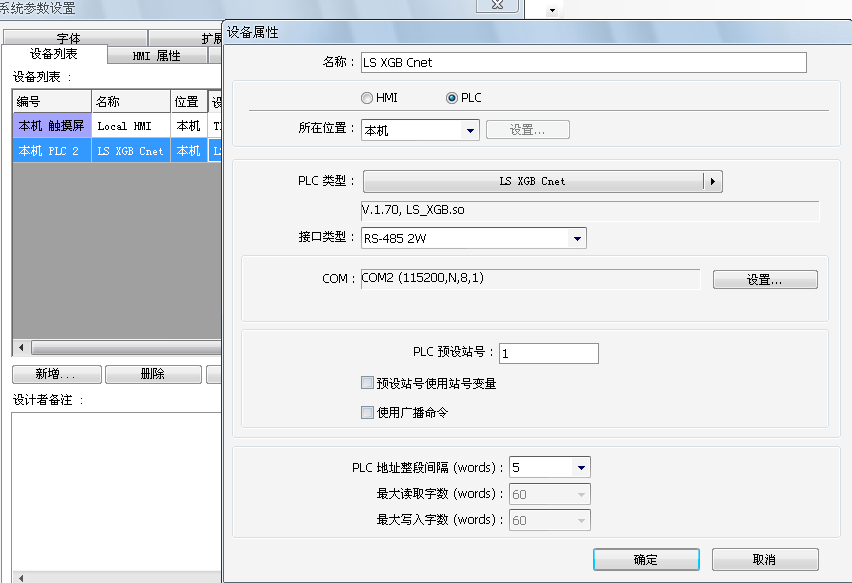 系统参数设置
字体
扩展
设备列表
HMI 属性
设备列表 :
编号 名称 位置 设
本机 触摸屏 Local HMI 本机
本机 PLC 2 LS XGB Cnet 本机
新增... 删除
设计者备注 :
设备属性
名称 : LS XGB Cnet
HMI PLC
所在位置 : 本机 设置...
PLC 类型 : LS XGB Cnet
V.1.70, LS_XGB.so
接口类型 : RS-485 2W
COM : COM2 (115200,N,8,1) 设置...
PLC 预设站号 : 1
预设站号使用站号变量
使用广播命令
PLC 地址整段间隔 (words) : 5
最大读取字数 (words) : 60
最大写入字数 (words) : 60
确定 取消